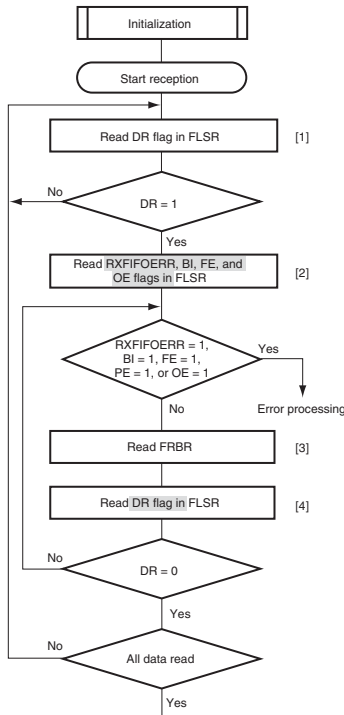 Initialization
Start reception
Read DR flag in FLSR
[1]
No
DR = 1
Yes
Read RXFIFOERR, BI, FE, and
OE flags in FLSR
[2]
RXFIFOERR = 1,
BI = 1, FE = 1,
PE = 1, or OE = 1
Yes
No
Error processing
Read FRBR
[3]
Read DR flag in FLSR
[4]
No
DR = 0
Yes
No
All data read
Yes